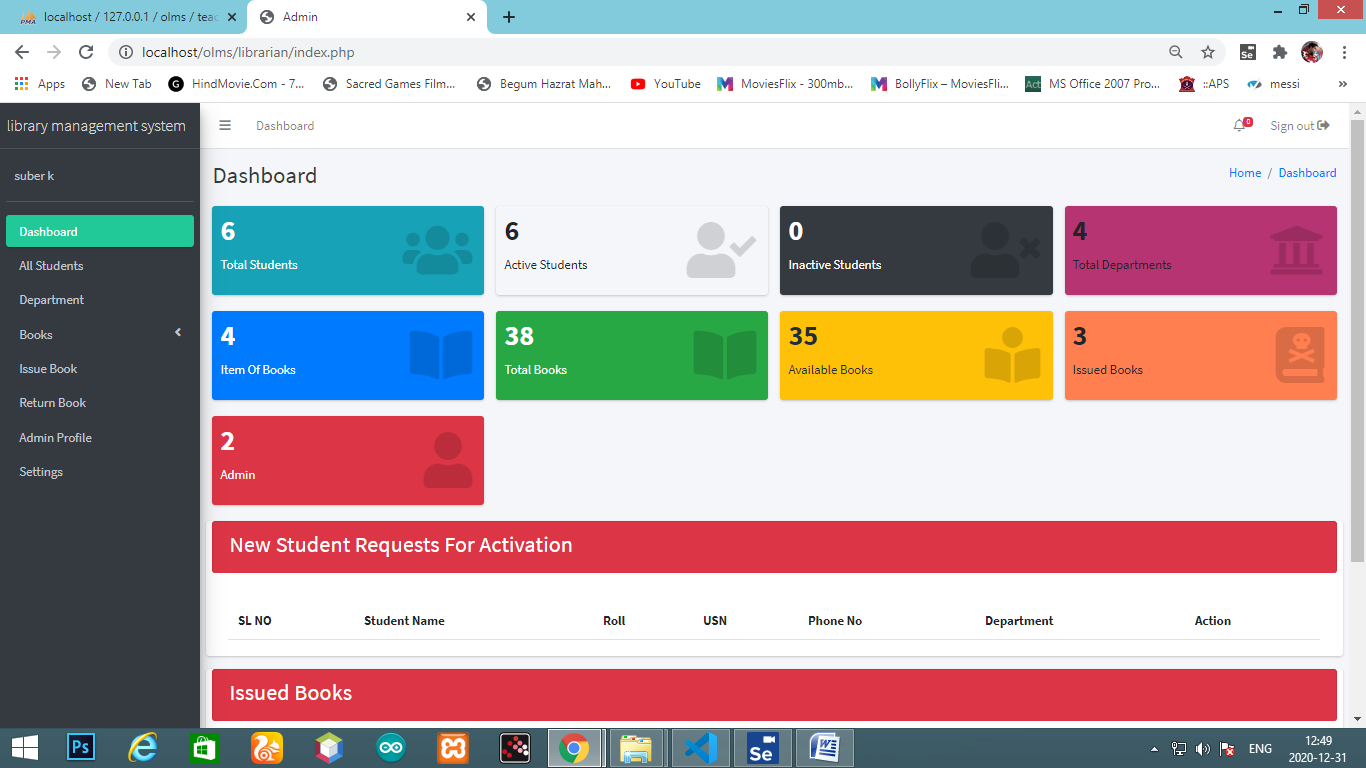 localhost / 127.0.0.1 / olms / teac
Admin
localhost/olms/librarian/index.php
Apps
New Tab
HindMovie.Com - 7...
Sacred Games Film...
Begum Hazrat Mah...
YouTube
MoviesFlix - 300mb...
BollyFlix – MoviesFli...
MS Office 2007 Pro...
::APS
messi
»
library management system
Dashboard
0
Sign out
suber k
Dashboard
Home / Dashboard
Dashboard
All Students
Department
Books
Issue Book
Return Book
Admin Profile
Settings
6
Total Students
6
Active Students
0
Inactive Students
4
Total Departments
4
Item Of Books
38
Total Books
35
Available Books
3
Issued Books
2
Admin
New Student Requests For Activation
SL NO Student Name Roll USN Phone No Department Action
Issued Books
Ps
Se
ENG
12:49
2020-12-31